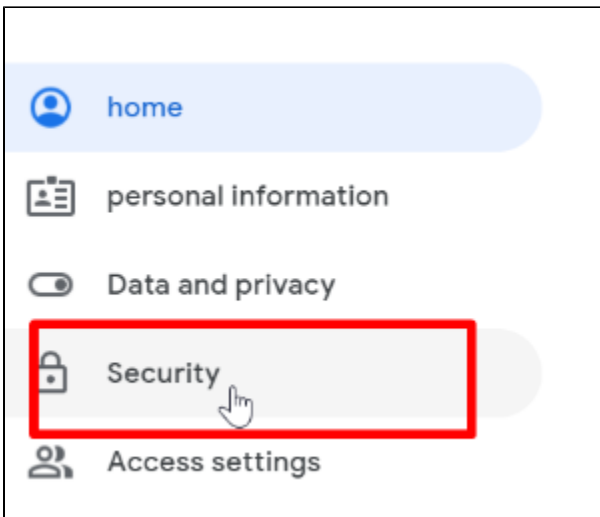 home
personal information
Data and privacy
Security
Access settings